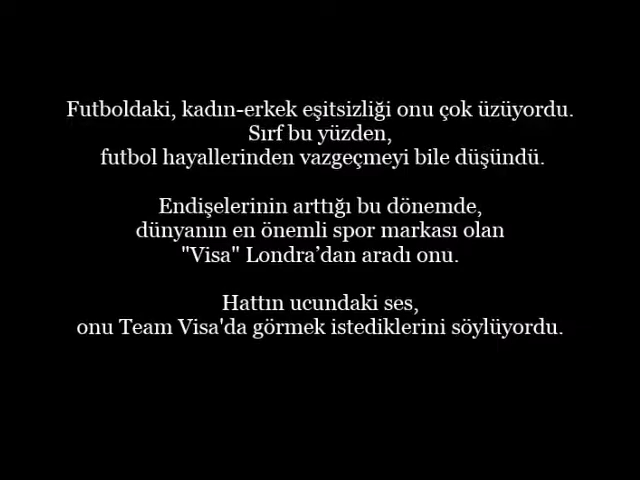 Futboldaki, kadın-erkek eşitsizliği onu çok üzüyordu.
Sırf bu yüzden,
futbol hayallerinden vazgeçmeyi bile düşündü.
Endişelerinin arttığı bu dönemde,
dünyanın en önemli spor markası olan
"Visa" Londra’dan aradı onu.
Hattın ucundaki ses,
onu Team Visa'da görmek istediklerini söylüyordu.